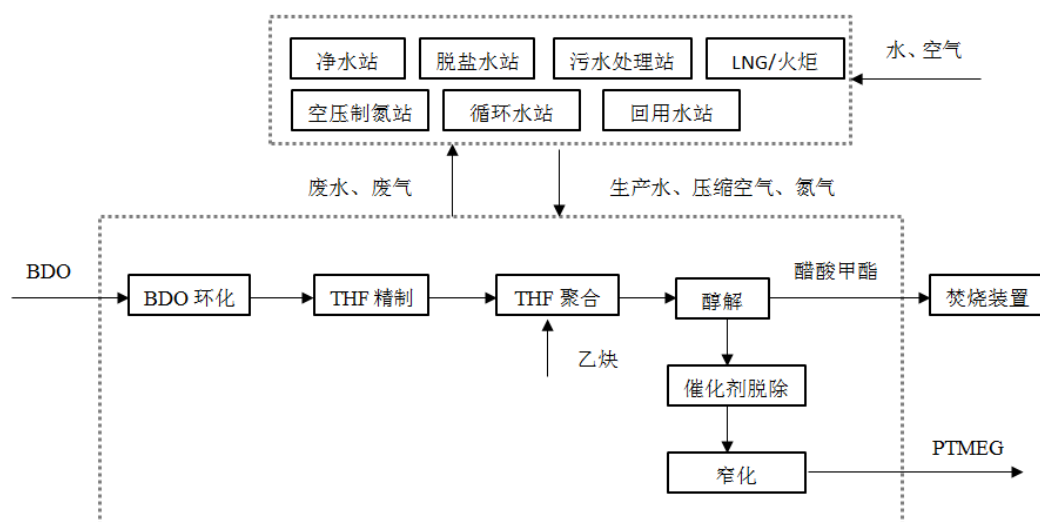 净水站 脱盐水站 污水处理站 LNG/火炬 水、空气
空压制氮站 循环水站 回用水站
废水、废气 生产水、压缩空气、氮气
BDO 醋酸甲酯
BDO 环化 THF 精制 THF 聚合 醇解 焚烧装置
乙炔
催化剂脱除
窄化 PTMEG